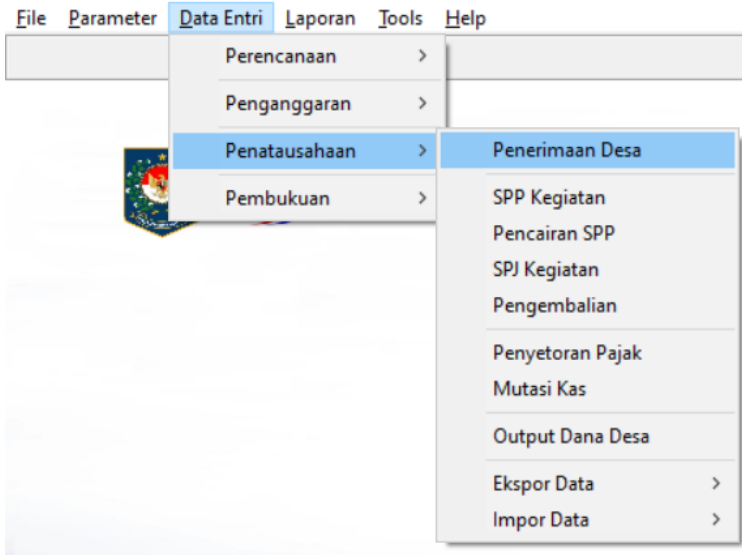 File Parameter Data Entri Laporan Tools Help
Perencanaan
Penganggaran
Penatausahaan
Pembukuan
Penerimaan Desa
SPP Kegiatan
Pencairan SPP
SPJ Kegiatan
Pengembalian
Penyetoran Pajak
Mutasi Kas
Output Dana Desa
Ekspor Data
Impor Data